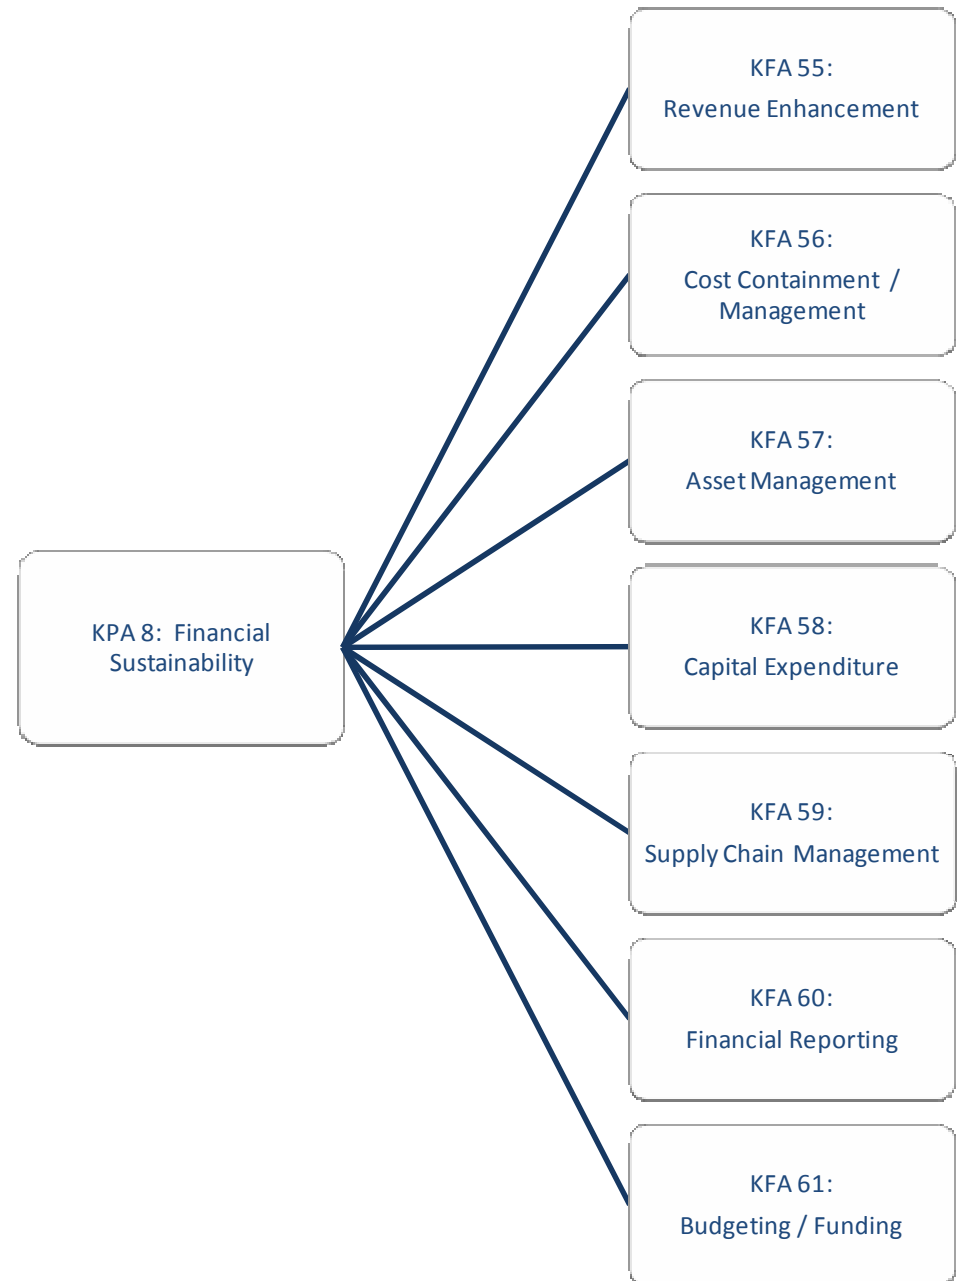 KFA 55:
Revenue Enhancement
KFA 56:
Cost Containment /
Management
KFA 57:
Asset Management
KPA 8: Financial
Sustainability
KFA 58:
Capital Expenditure
KFA 59:
Supply Chain Management
KFA 60:
Financial Reporting
KFA 61:
Budgeting / Funding